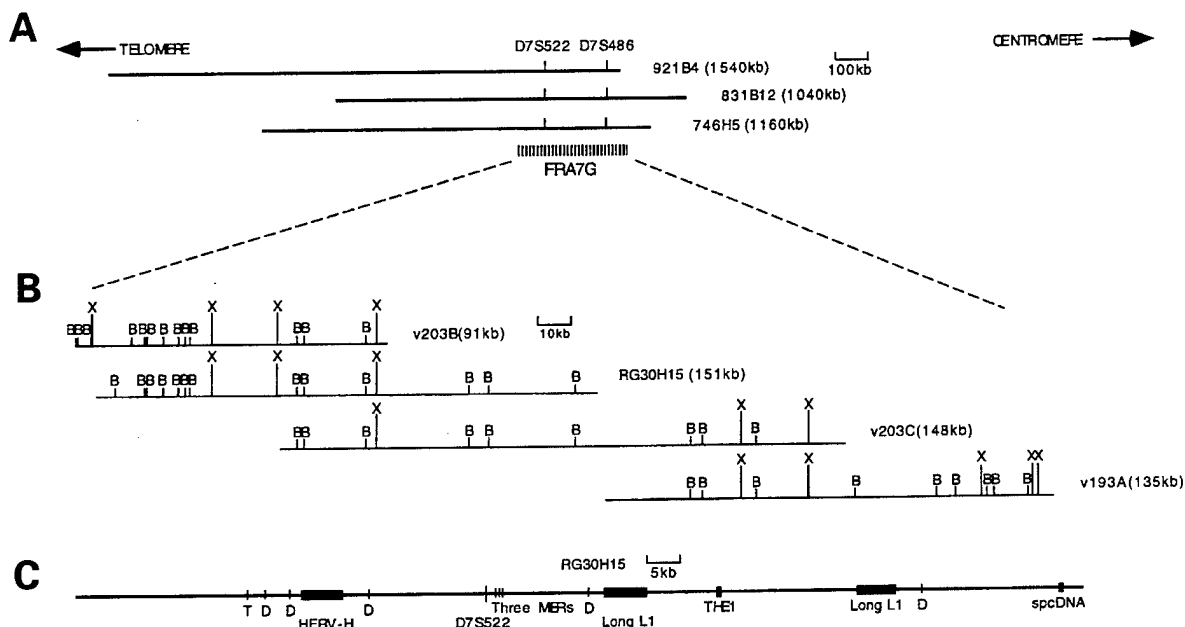 A
TELOMERE
D7S522 D7S486
CENTROMERE
921B4 (1540kb)
100kb
831B12 (1040kb)
746H5 (1160kb)
FRA7G
B
X X X X
BBB B BB B BBB BB B
v203B(91kb)
10kb
X X X
B BB B BBB BB B B B B
RG30H15 (151kb)
X X X
BB B B B B BB B
v203C(148kb)
X X X XX
BB B B B B BB B
v193A(135kb)
C
RG30H15
5kb
T D D D Three MERs D THE1 Long L1 D spcDNA
HERV-H D7S522 Long L1